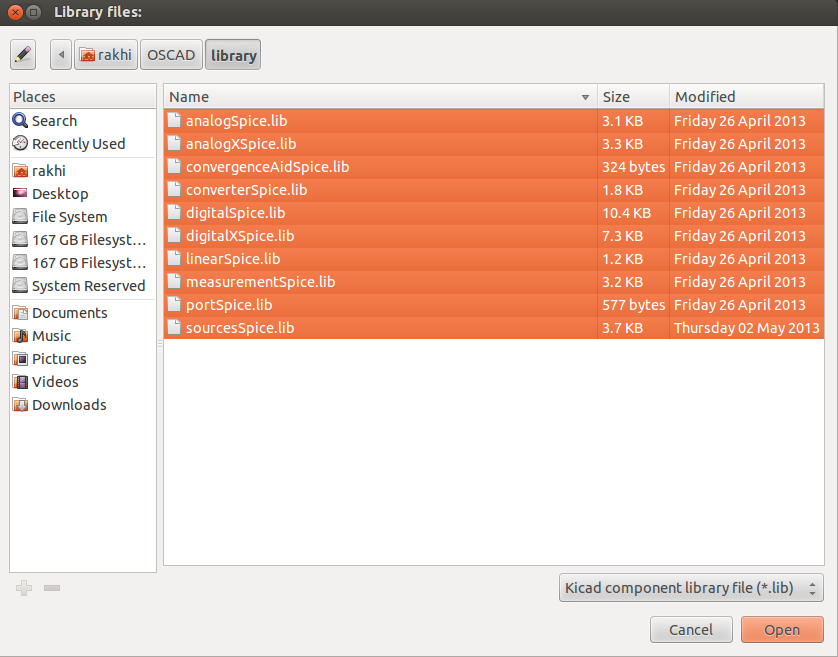 Library files:
rakhi OSCAD library
Places
Search
Recently Used
rakhi
Desktop
File System
167 GB Filesyst...
167 GB Filesyst...
System Reserved
Documents
Music
Pictures
Videos
Downloads
Name Size Modified
analogSpice.lib 3.1 KB Friday 26 April 2013
analogXSpice.lib 3.3 KB Friday 26 April 2013
convergenceAidSpice.lib 324 bytes Friday 26 April 2013
converterSpice.lib 1.8 KB Friday 26 April 2013
digitalSpice.lib 10.4 KB Friday 26 April 2013
digitalXSpice.lib 7.3 KB Friday 26 April 2013
linearSpice.lib 1.2 KB Friday 26 April 2013
measurementSpice.lib 3.2 KB Friday 26 April 2013
portSpice.lib 577 bytes Friday 26 April 2013
sourcesSpice.lib 3.7 KB Thursday 02 May 2013
Kicad component library file (*.lib)
Cancel Open